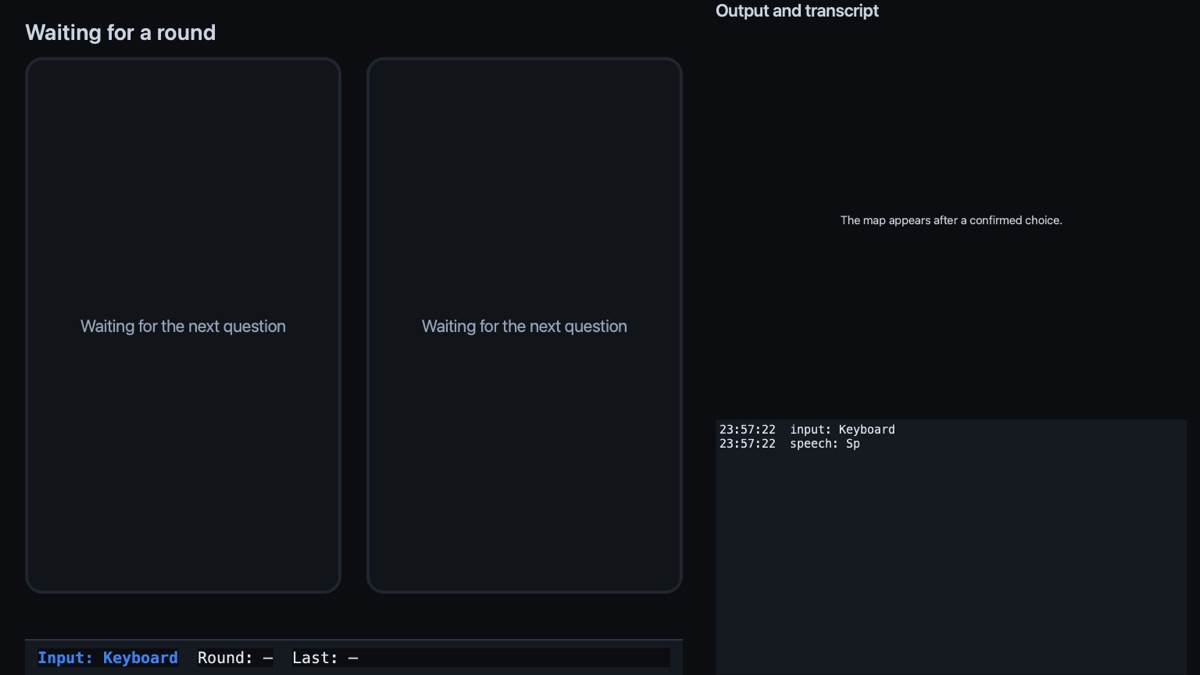 Waiting for a round
Waiting for the next question
Waiting for the next question
Input: Keyboard  Round: —  Last: —
Output and transcript
The map appears after a confirmed choice.
23:57:22  input: Keyboard
23:57:22  speech: Sp